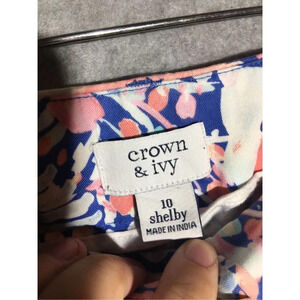 crown
& ivy
10
shelby
MADE IN INDIA